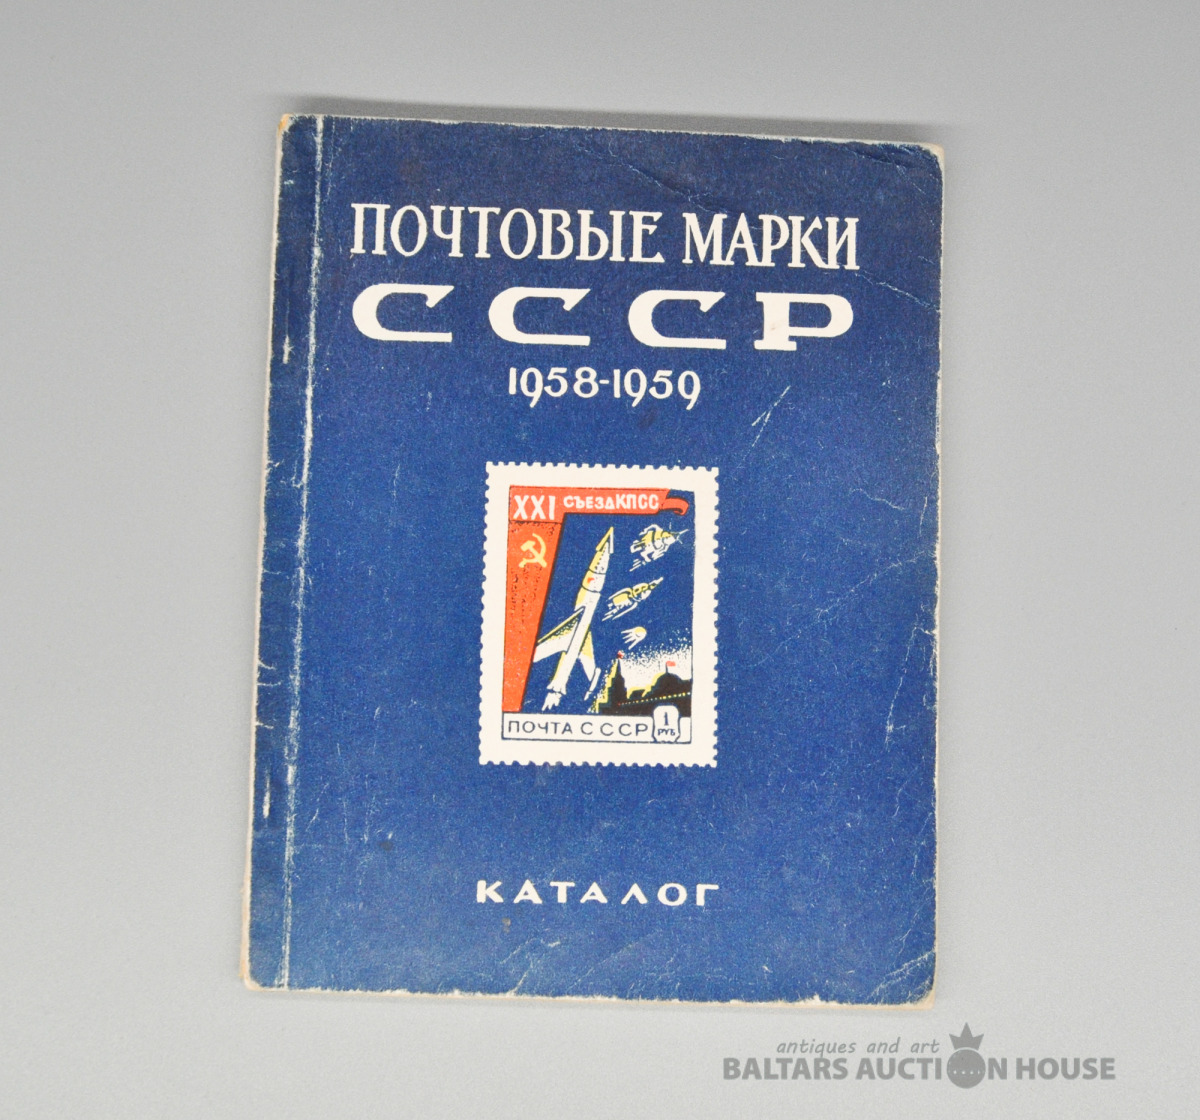 ПОЧТОВЫЕ МАРКИ
СССР
1958-1959
XXI СЪЕЗД КПСС
ПОЧТА СССР 1 РУБ
КАТАЛОГ
antiques and art
BALTARS AUCTION HOUSE